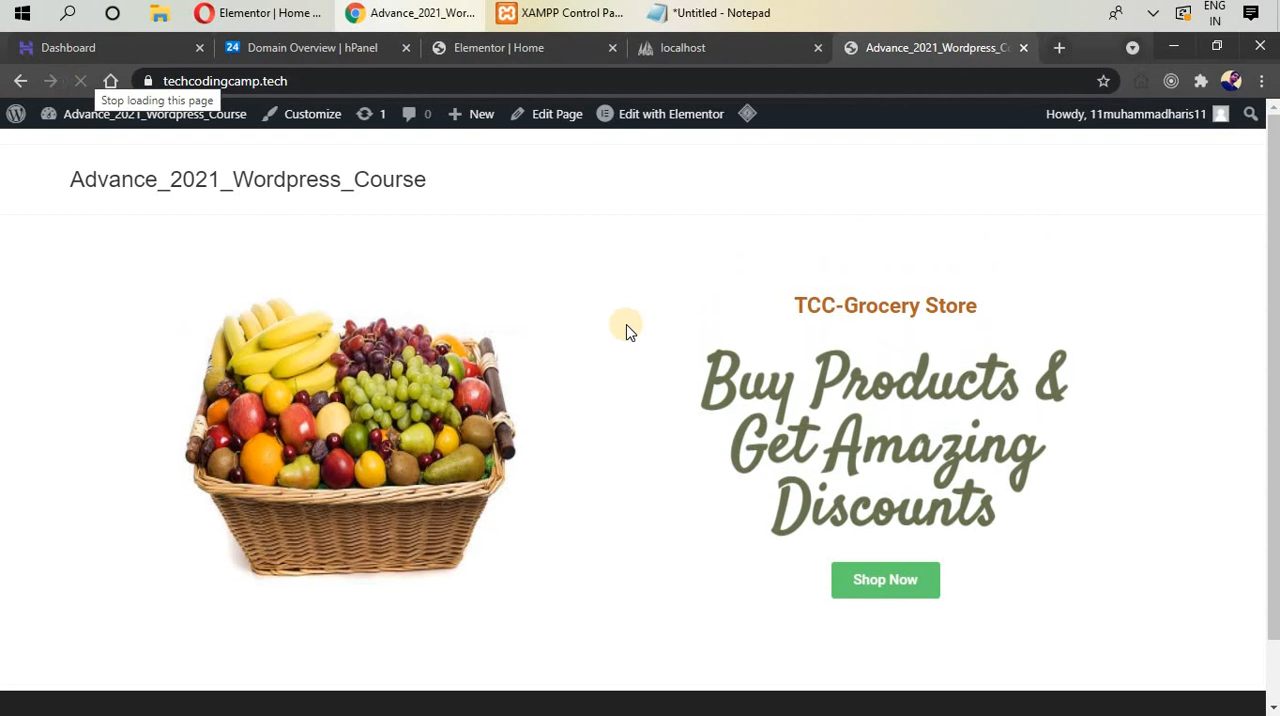 Elementor | Home ...
Advance_2021_Wor...
XAMPP Control Pa...
*Untitled - Notepad
ENG
IN
Dashboard
24 Domain Overview | hPanel
Elementor | Home
localhost
Advance_2021_Wordpress_Co
techcodingcamp.tech
Stop loading this page
Advance_2021_Wordpress_Course
Customize
1
0
New
Edit Page
Edit with Elementor
Howdy, 11muhammadharis11
Advance_2021_Wordpress_Course
TCC-Grocery Store
Buy Products &
Get Amazing
Discounts
Shop Now